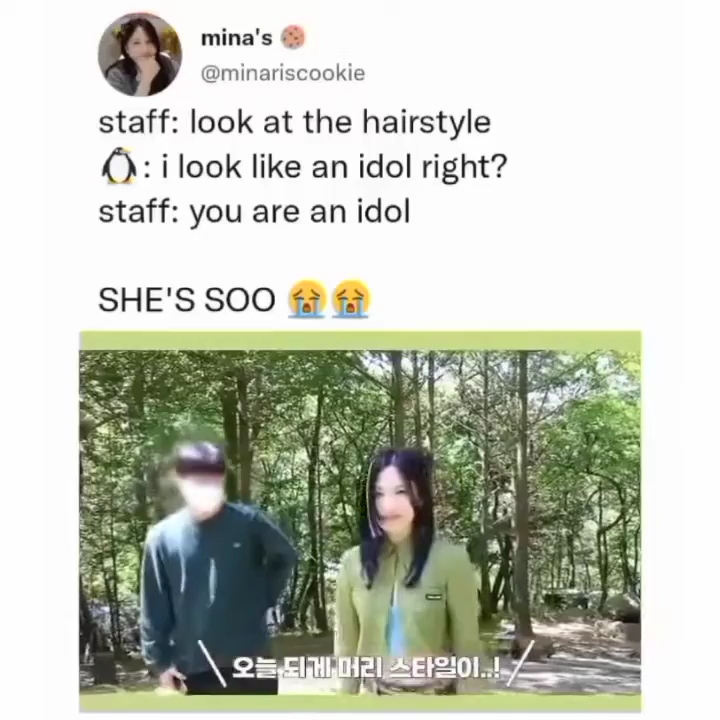 mina's 🍪
@minariscookie
staff: look at the hairstyle
🐧: i look like an idol right?
staff: you are an idol
SHE'S SOO 😭😭
\ 오늘 되게 머리 스타일이..! /